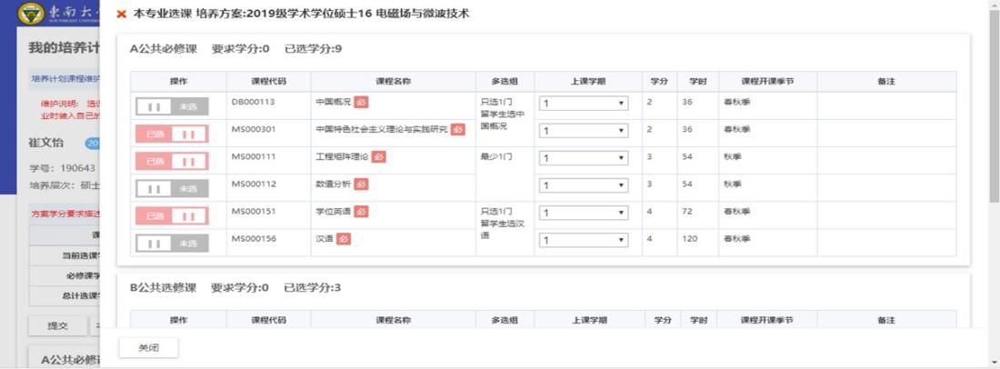 东南大
SOUTHEAST UNIVERS
我的培养计
培养计划课程维护
维护说明: 选
业时装入自己的
崔文怡 20
学号: 190643
培养层次: 硕士
方案学分要求描述
课
当前选课学
必修课学
总计选课学
提交
A公共必修课
本专业选课 培养方案:2019级学术学位硕士16 电磁场与微波技术
A公共必修课 要求学分:0 已选学分:9
操作 课程代码 课程名称 多选组 上课学期 学分 学时 课程开课季节 备注
未选 DB000113 中国概况 必 只选1门 留学生选中国概况 1 2 36 春秋季
已选 MS000301 中国特色社会主义理论与实践研究 必 1 2 36 春秋季
已选 MS000111 工程矩阵理论 必 最少1门 1 3 54 秋季
未选 MS000112 数值分析 必 1 3 54 秋季
已选 MS000151 学位英语 必 只选1门 留学生选汉语 1 4 72 春秋季
未选 MS000156 汉语 必 1 4 120 春秋季
B公共选修课 要求学分:0 已选学分:3
操作 课程代码 课程名称 多选组 上课学期 学分 学时 课程开课季节 备注
关闭